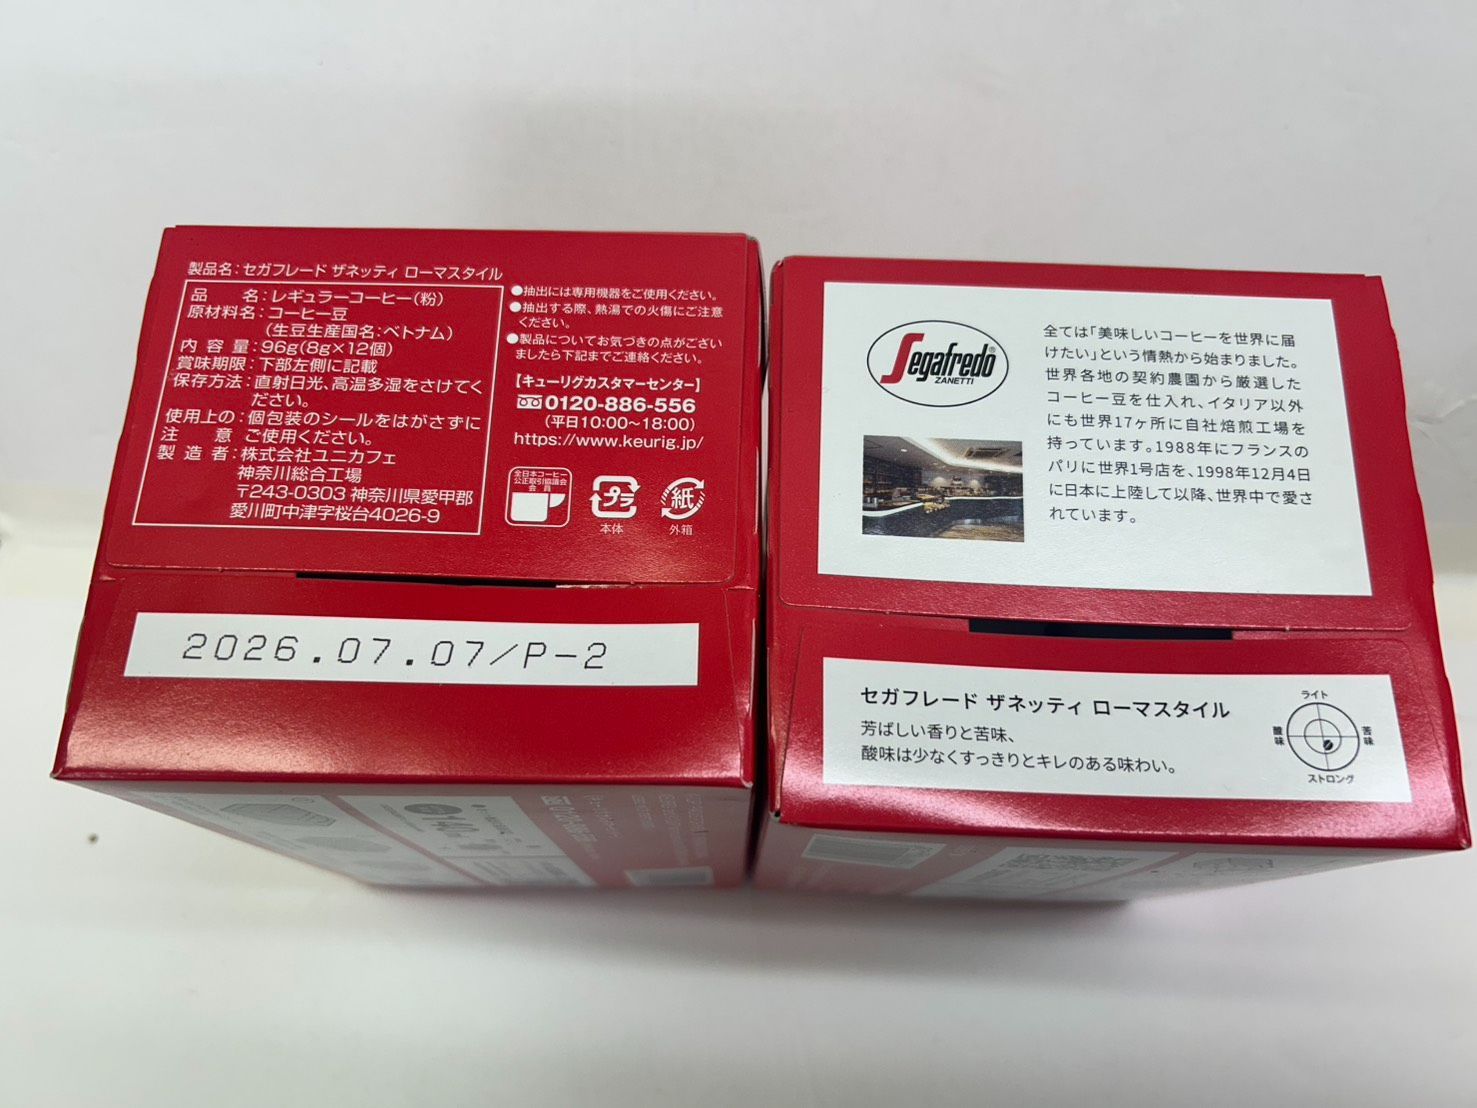 製品名:セガフレード ザネッティ ローマスタイル
品　　名:レギュラーコーヒー(粉)
原材料名:コーヒー豆
(生豆生産国名:ベトナム)
内 容 量:96g(8g×12個)
賞味期限:下部左側に記載
保存方法:直射日光、高温多湿をさけてく
ださい。
使用上の:個包装のシールをはがさずに
注　　意 ご使用ください。
製 造 者:株式会社ユニカフェ
神奈川総合工場
〒243-0303 神奈川県愛甲郡
愛川町中津字桜台4026-9
●抽出には専用機器をご使用ください。
●抽出する際、熱湯での火傷にご注意
ください。
●製品についてお気づきの点がござい
ましたら下記までご連絡ください。
【キューリグカスタマーセンター】
0120-886-556
(平日10:00~18:00)
https://www.keurig.jp/
全日本コーヒー
公正取引協議会
会 員
プラ
本体
紙
外箱
2026.07.07/P-2
Segafredo®
ZANETTI
全ては「美味しいコーヒーを世界に届
けたい」という情熱から始まりました。
世界各地の契約農園から厳選した
コーヒー豆を仕入れ、イタリア以外
にも世界17ヶ所に自社焙煎工場を
持っています。1988年にフランスの
パリに世界1号店を、1998年12月4日
に日本に上陸して以降、世界中で愛さ
れています。
セガフレード ザネッティ ローマスタイル
芳ばしい香りと苦味、
酸味は少なくすっきりとキレのある味わい。
ライト
酸味
苦味
ストロング